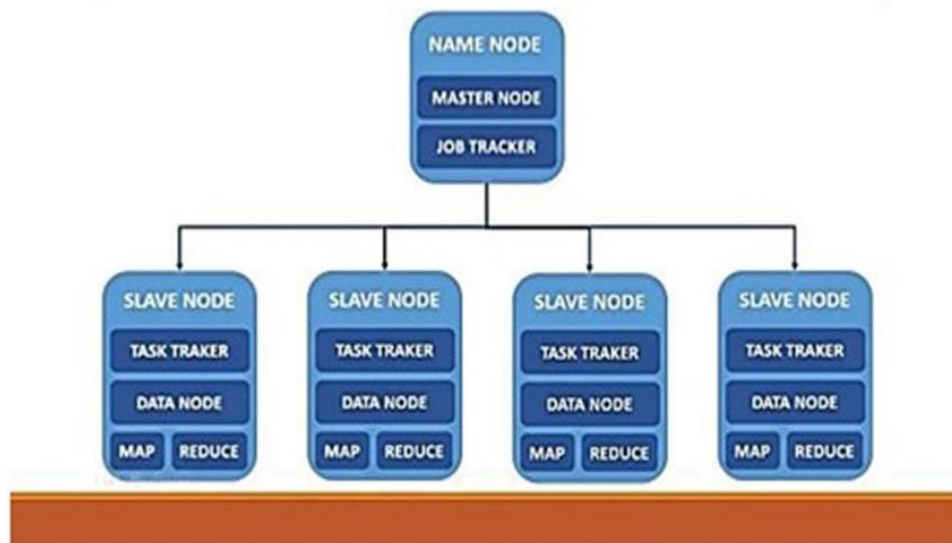 NAME NODE
MASTER NODE
JOB TRACKER
SLAVE NODE SLAVE NODE SLAVE NODE SLAVE NODE
TASK TRAKER TASK TRAKER TASK TRAKER TASK TRAKER
DATA NODE DATA NODE DATA NODE DATA NODE
MAP REDUCE MAP REDUCE MAP REDUCE MAP REDUCE